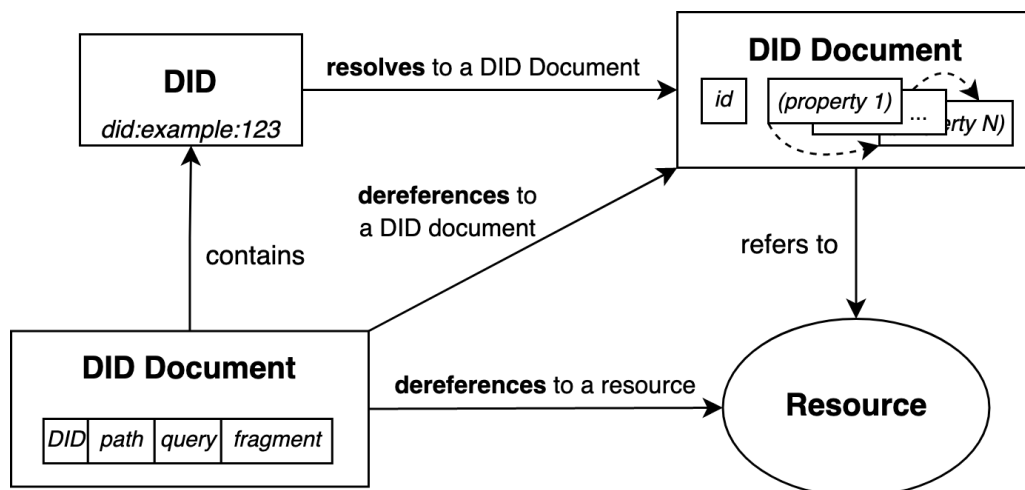 DID
did:example:123
resolves to a DID Document
DID Document
id
(property 1)
...
erty N)
dereferences to
a DID document
contains
refers to
DID Document
DID
path
query
fragment
dereferences to a resource
Resource